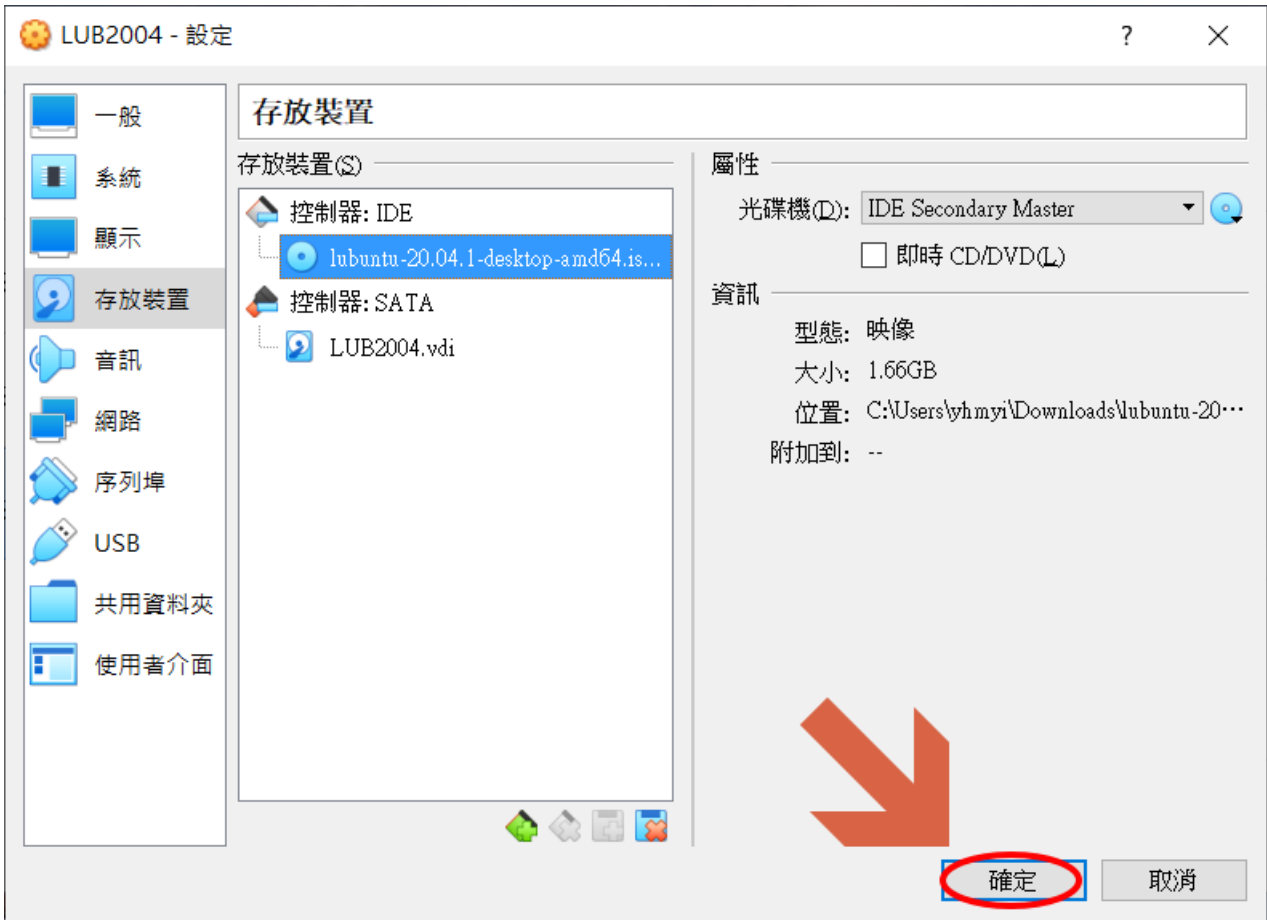 LUB2004 - 設定
?
一般
系統
顯示
存放裝置
音訊
網路
序列埠
USB
共用資料夾
使用者介面
存放裝置
存放裝置(S)
控制器: IDE
lubuntu-20.04.1-desktop-amd64.is...
控制器: SATA
LUB2004.vdi
屬性
光碟機(D): IDE Secondary Master
即時 CD/DVD(L)
資訊
型態: 映像
大小: 1.66GB
位置: C:\Users\yhmyi\Downloads\lubuntu-20⋯
附加到: --
確定
取消